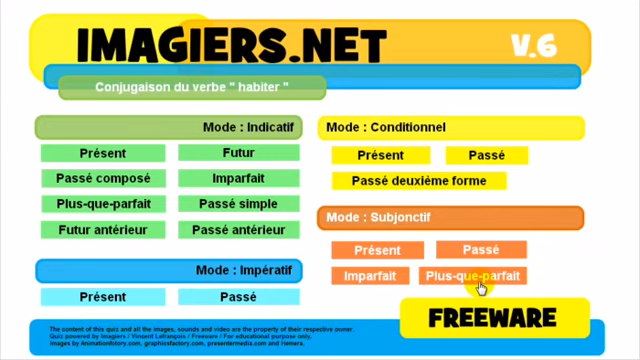 IMAGIERS.NET
V.6
Conjugaison du verbe " habiter "
Mode : Indicatif
Présent
Futur
Passé composé
Imparfait
Plus-que-parfait
Passé simple
Futur antérieur
Passé antérieur
Mode : Impératif
Présent
Passé
Mode : Conditionnel
Présent
Passé
Passé deuxième forme
Mode : Subjonctif
Présent
Passé
Imparfait
Plus-que-parfait
FREEWARE
The content of this quiz and all the images, sounds and video are the property of their respective owner.
Quiz powered by Imagiers / Vincent Lefrançois / Freeware / For educational purpose only.
Images by Animationfctory.com, graphicsfactory.com, presentermedia.com and Hemera.